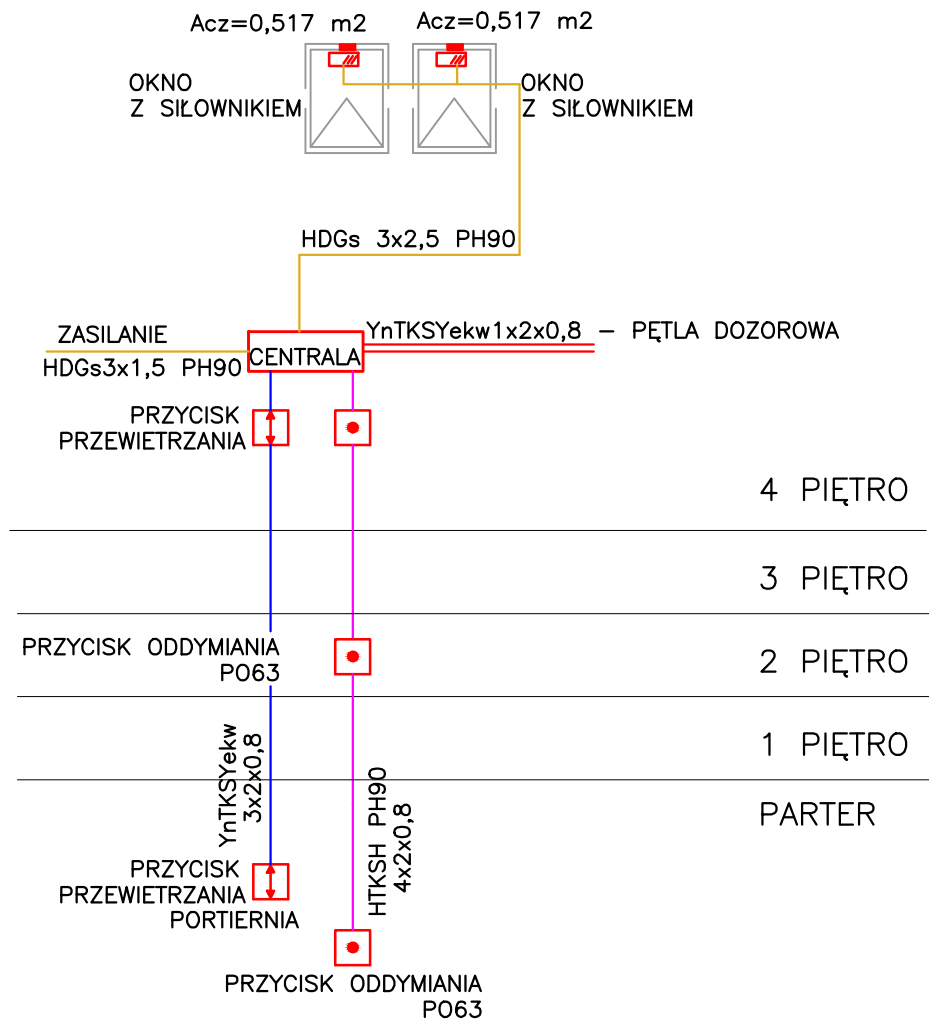 Acz=0,517 m2
Acz=0,517 m2
OKNO
Z SIŁOWNIKIEM
OKNO
Z SIŁOWNIKIEM
HDGs 3x2,5 PH90
ZASILANIE
HDGs3x1,5 PH90
CENTRALA
YnTKSYekw1x2x0,8 – PĘTLA DOZOROWA
PRZYCISK
PRZEWIETRZANIA
4 PIĘTRO
3 PIĘTRO
PRZYCISK ODDYMIANIA
PO63
2 PIĘTRO
1 PIĘTRO
YnTKSYekw
3x2x0,8
HTKSH PH90
4x2x0,8
PARTER
PRZYCISK
PRZEWIETRZANIA
PORTIERNIA
PRZYCISK ODDYMIANIA
PO63